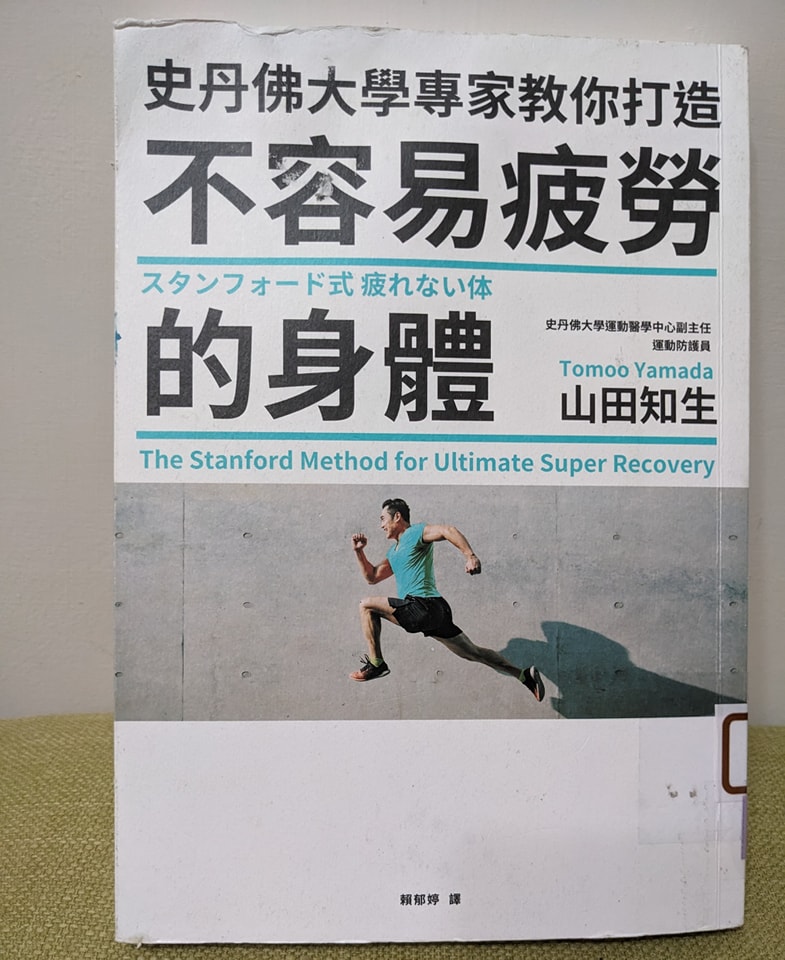 史丹佛大學專家教你打造
不容易疲勞
スタンフォード式 疲れない体
的身體
史丹佛大學運動醫學中心副主任
運動防護員
Tomoo Yamada
山田知生
The Stanford Method for Ultimate Super Recovery
賴郁婷 譯